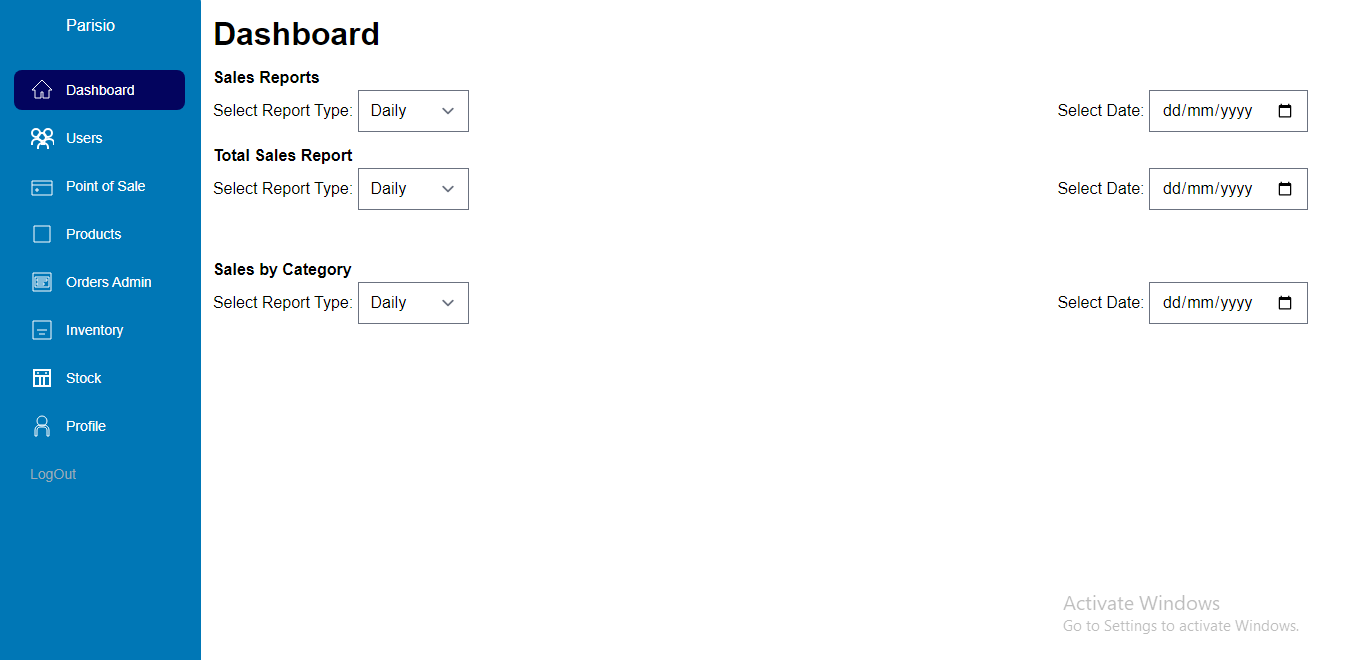 Parisio
Dashboard
Users
Point of Sale
Products
Orders Admin
Inventory
Stock
Profile
LogOut
Dashboard
Sales Reports
Select Report Type: Daily Select Date: dd/mm/yyyy
Total Sales Report
Select Report Type: Daily Select Date: dd/mm/yyyy
Sales by Category
Select Report Type: Daily Select Date: dd/mm/yyyy
Activate Windows
Go to Settings to activate Windows.